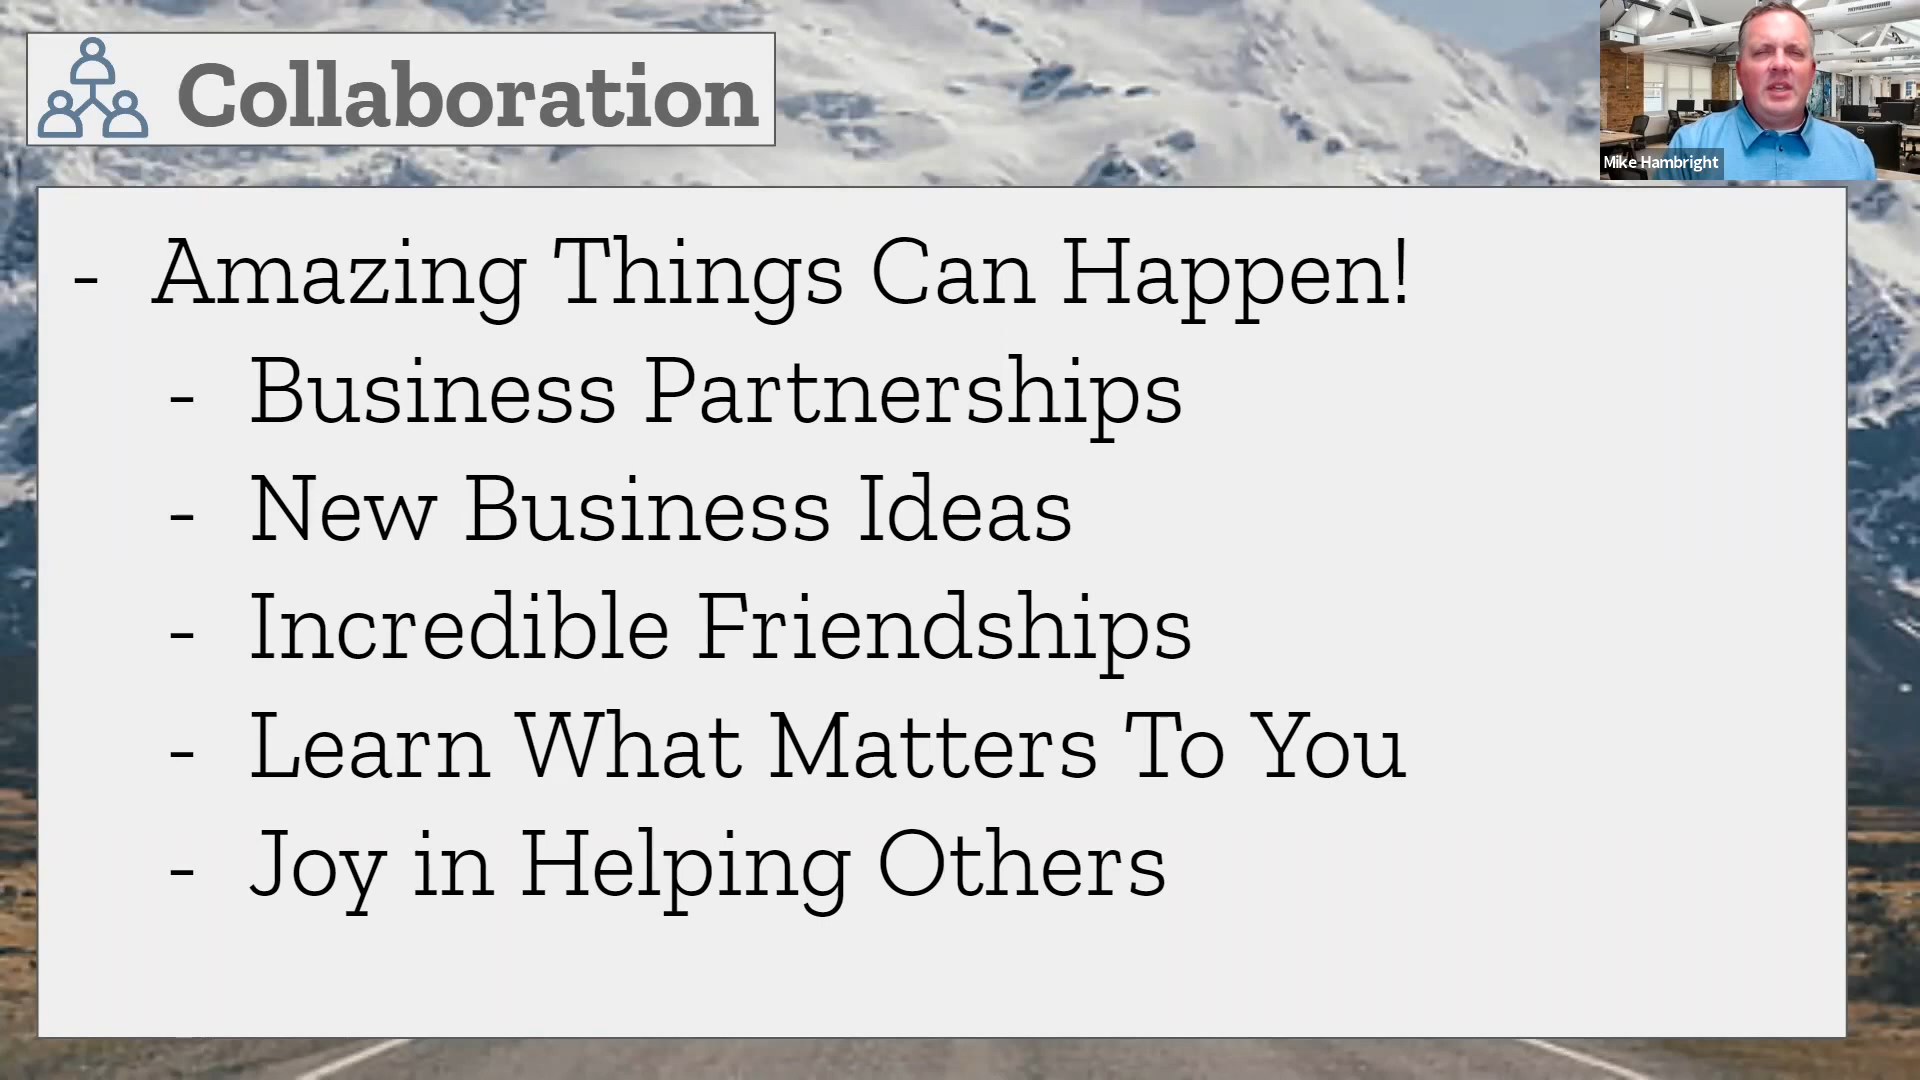 Collaboration
Mike Hambright
- Amazing Things Can Happen!
- Business Partnerships
- New Business Ideas
- Incredible Friendships
- Learn What Matters To You
- Joy in Helping Others